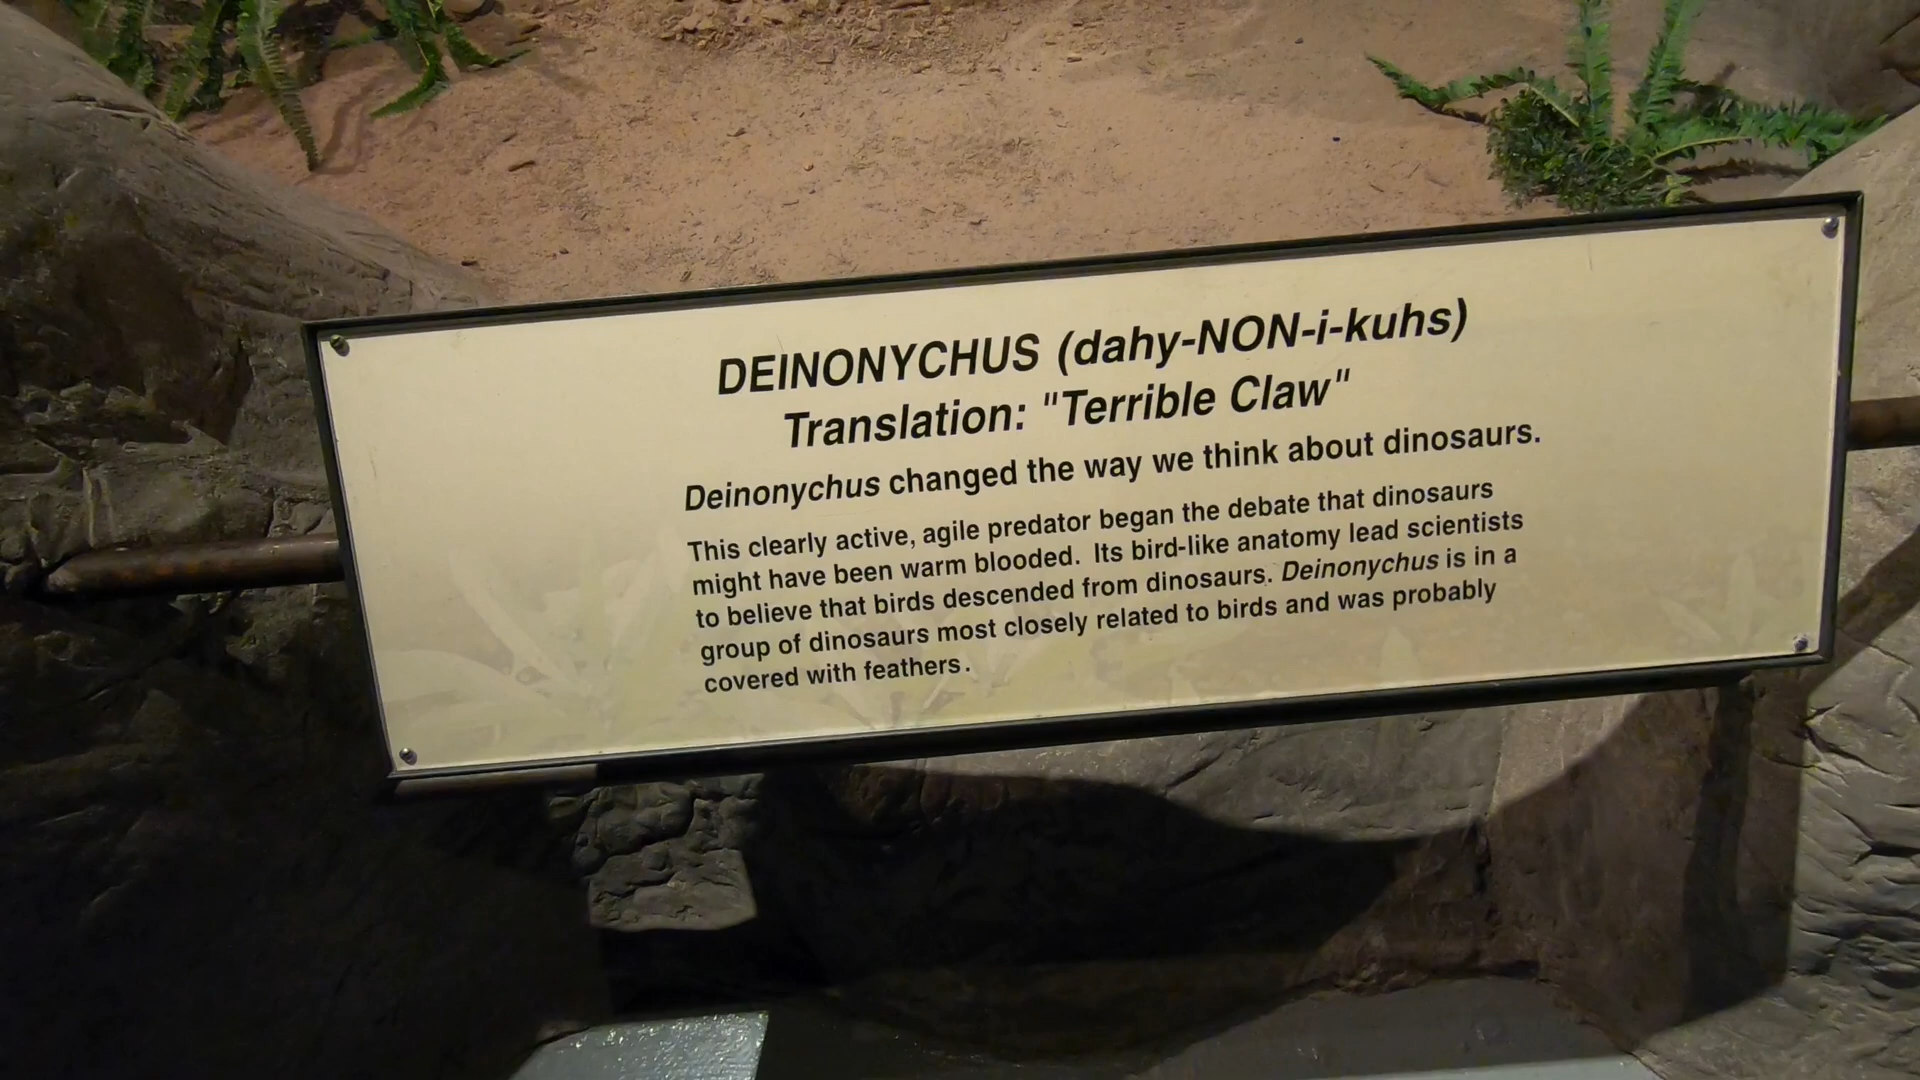 DEINONYCHUS (dahy-NON-i-kuhs)
Translation: "Terrible Claw"
Deinonychus changed the way we think about dinosaurs.
This clearly active, agile predator began the debate that dinosaurs
might have been warm blooded. Its bird-like anatomy lead scientists
to believe that birds descended from dinosaurs. Deinonychus is in a
group of dinosaurs most closely related to birds and was probably
covered with feathers.